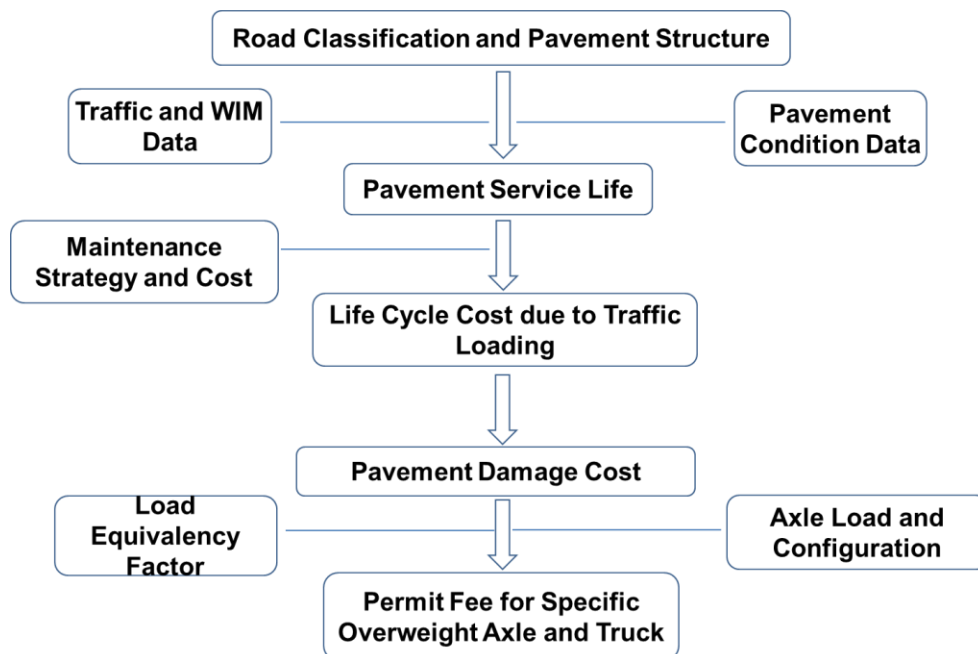 Road Classification and Pavement Structure
Traffic and WIM
Data
Pavement
Condition Data
Pavement Service Life
Maintenance
Strategy and Cost
Life Cycle Cost due to Traffic
Loading
Pavement Damage Cost
Load
Equivalency
Factor
Axle Load and
Configuration
Permit Fee for Specific
Overweight Axle and Truck